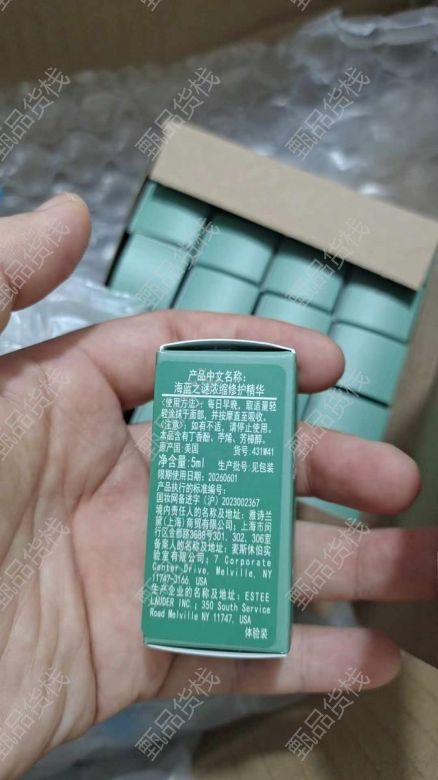 产品中文名称：
海蓝之谜浓缩修护精华
<使用方法>：每日早晚，取适量轻
轻涂抹于面部，并按摩直至吸收。
<注意>：如有不适，请停止使用。
本品含有丁香酚、苧烯、芳樟醇。
原产国：美国 货号：431W41
净含量：5ml 生产批号：见包装
限期使用日期：20260601
产品执行的标准编号：
国妆网备进字（沪）2023002367
境内责任人的名称及地址：雅诗兰
黛（上海）商贸有限公司；上海市闵
行区金都路3688号301、302、306室
备案人的名称及地址：麦斯休伯实
验室有限公司；7 Corporate
Center Drive, Melville, NY
11747-3166, USA
生产企业的名称及地址：ESTEE
LAUDER INC.；350 South Service
Road Melville NY 11747, USA
体验装
甄品货栈